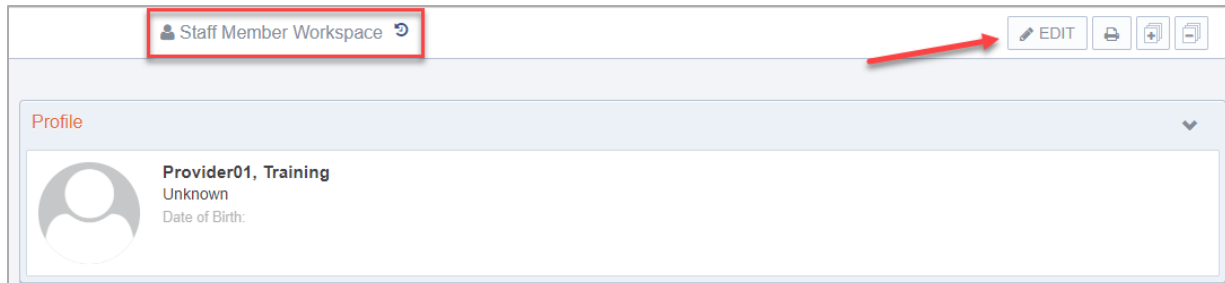 Staff Member Workspace
EDIT
Profile
Provider01, Training
Unknown
Date of Birth: